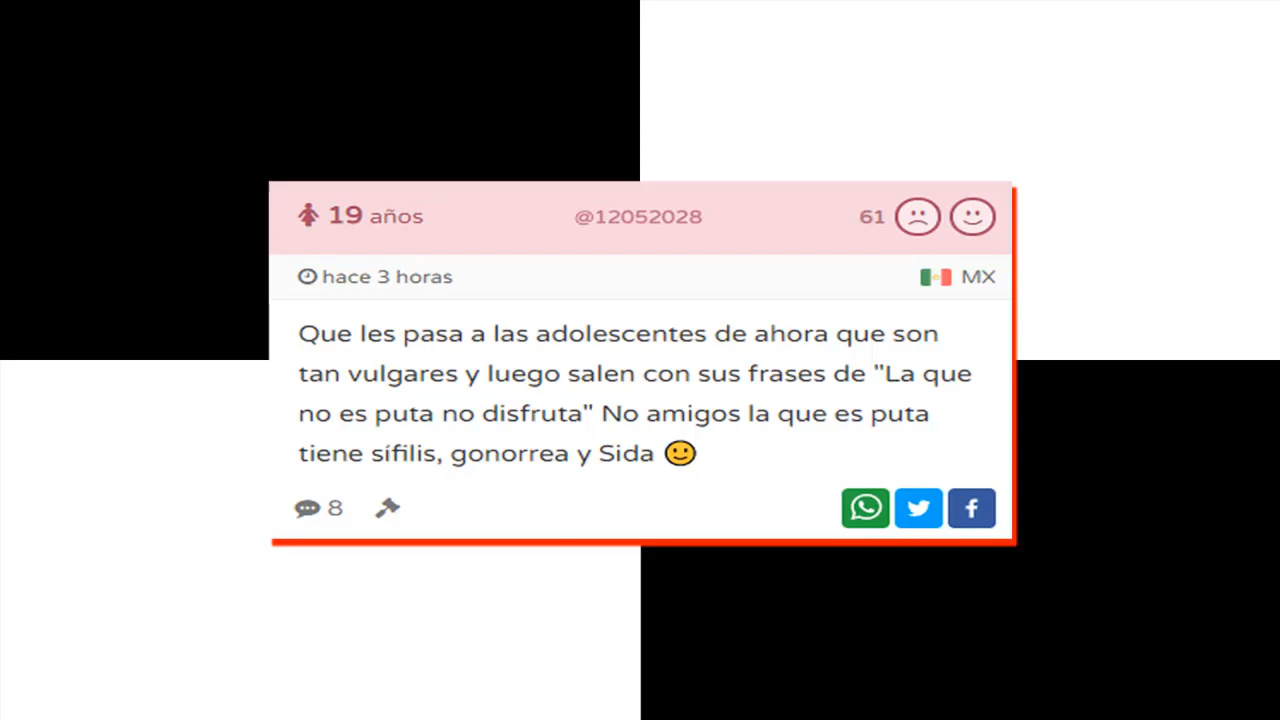 19 años @12052028 61
hace 3 horas MX
Que les pasa a las adolescentes de ahora que son
tan vulgares y luego salen con sus frases de "La que
no es puta no disfruta" No amigos la que es puta
tiene sífilis, gonorrea y Sida 🙂
8